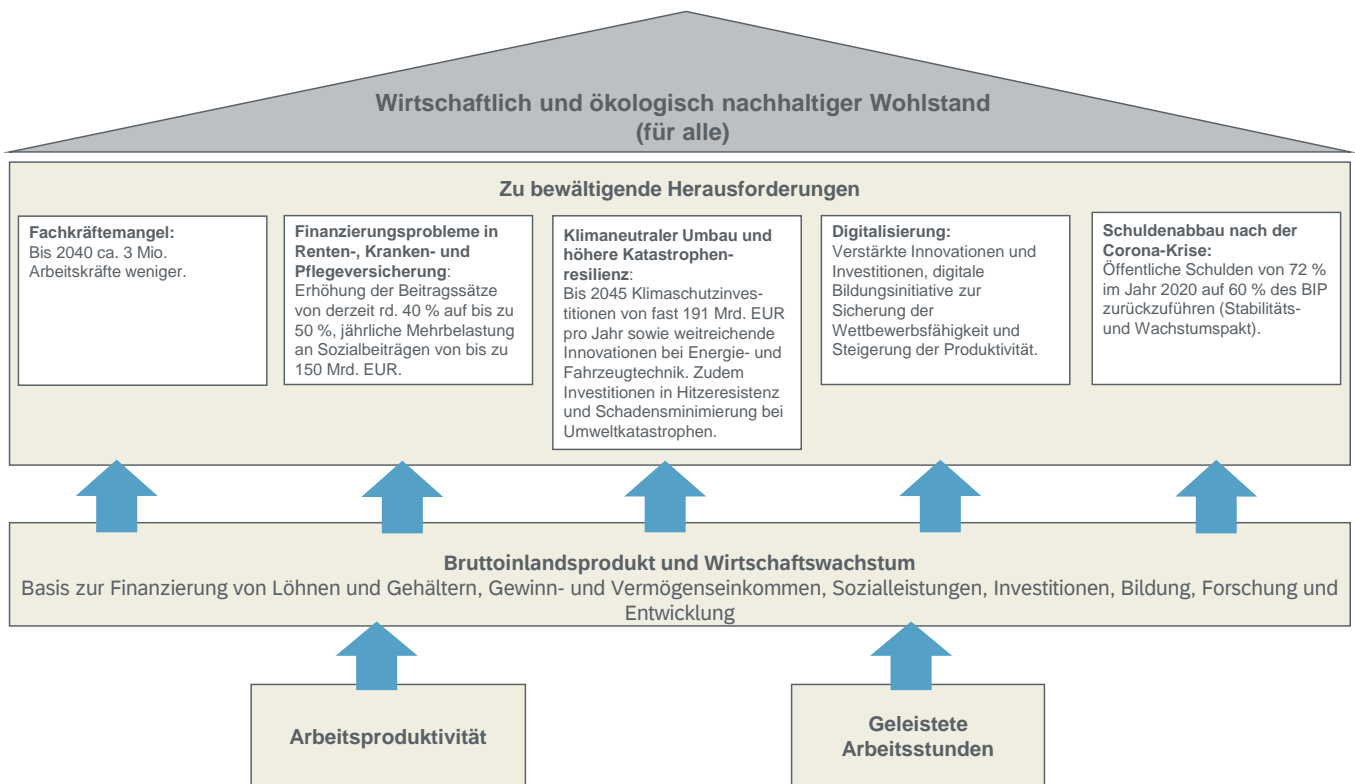 Wirtschaftlich und ökologisch nachhaltiger Wohlstand
(für alle)
Zu bewältigende Herausforderungen
Fachkräftemangel:
Bis 2040 ca. 3 Mio.
Arbeitskräfte weniger.
Finanzierungsprobleme in
Renten-, Kranken- und
Pflegeversicherung:
Erhöhung der Beitragssätze
von derzeit rd. 40 % auf bis zu
50 %, jährliche Mehrbelastung
an Sozialbeiträgen von bis zu
150 Mrd. EUR.
Klimaneutraler Umbau und
höhere Katastrophen-
resilienz:
Bis 2045 Klimaschutzinves-
titionen von fast 191 Mrd. EUR
pro Jahr sowie weitreichende
Innovationen bei Energie- und
Fahrzeugtechnik. Zudem
Investitionen in Hitzeresistenz
und Schadensminimierung bei
Umweltkatastrophen.
Digitalisierung:
Verstärkte Innovationen und
Investitionen, digitale
Bildungsinitiative zur
Sicherung der
Wettbewerbsfähigkeit und
Steigerung der Produktivität.
Schuldenabbau nach der
Corona-Krise:
Öffentliche Schulden von 72 %
im Jahr 2020 auf 60 % des BIP
zurückzuführen (Stabilitäts-
und Wachstumspakt).
Bruttoinlandsprodukt und Wirtschaftswachstum
Basis zur Finanzierung von Löhnen und Gehältern, Gewinn- und Vermögenseinkommen, Sozialleistungen, Investitionen, Bildung, Forschung und
Entwicklung
Arbeitsproduktivität
Geleistete
Arbeitsstunden